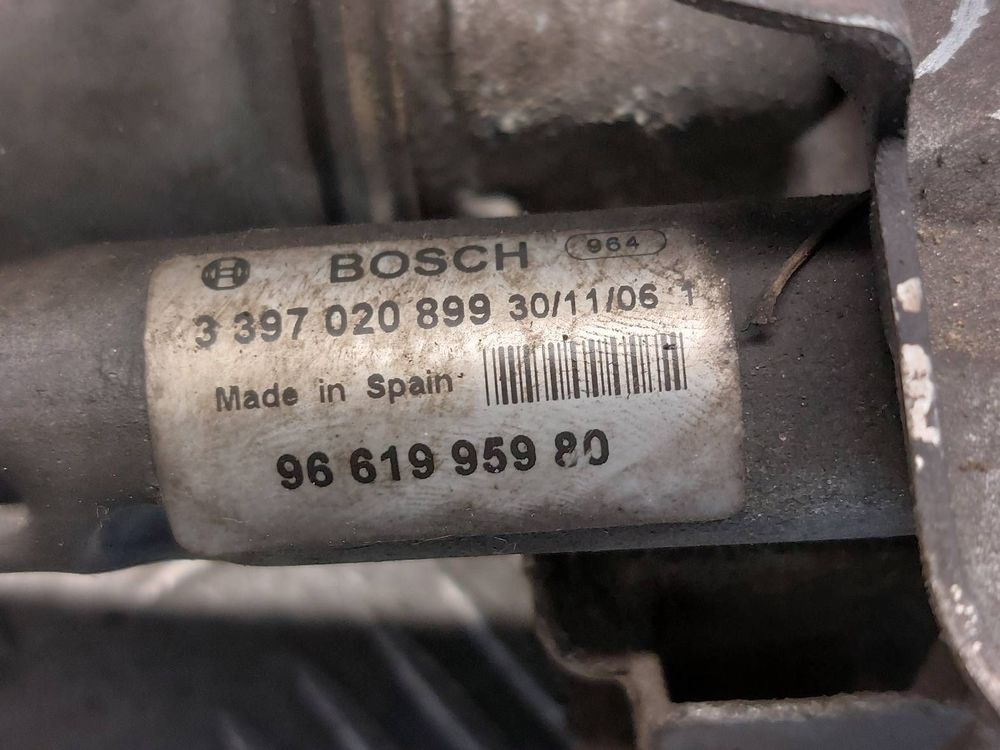 BOSCH 964
3 397 020 899 30/11/06 1
Made in Spain
96 619 959 80